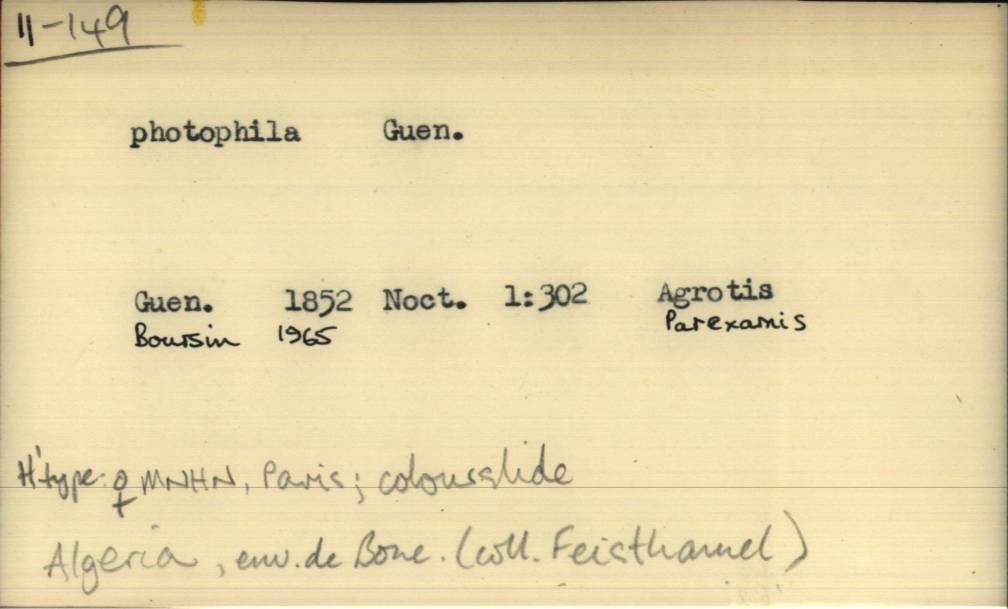 11-149
photophila Guen.
Guen. 1852 Noct. 1:302 Agrotis
Boursin 1965 Parexarnis
H'type: ♀ MNHN, Paris; colourslide
Algeria, env. de Bone. (coll. Feisthamel)